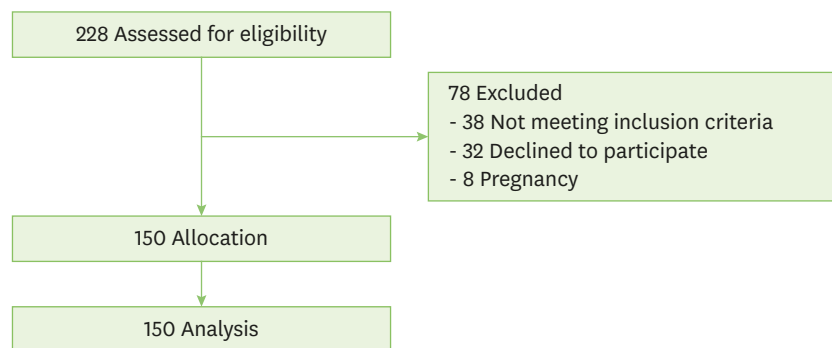 228 Assessed for eligibility
78 Excluded
- 38 Not meeting inclusion criteria
- 32 Declined to participate
- 8 Pregnancy
150 Allocation
150 Analysis